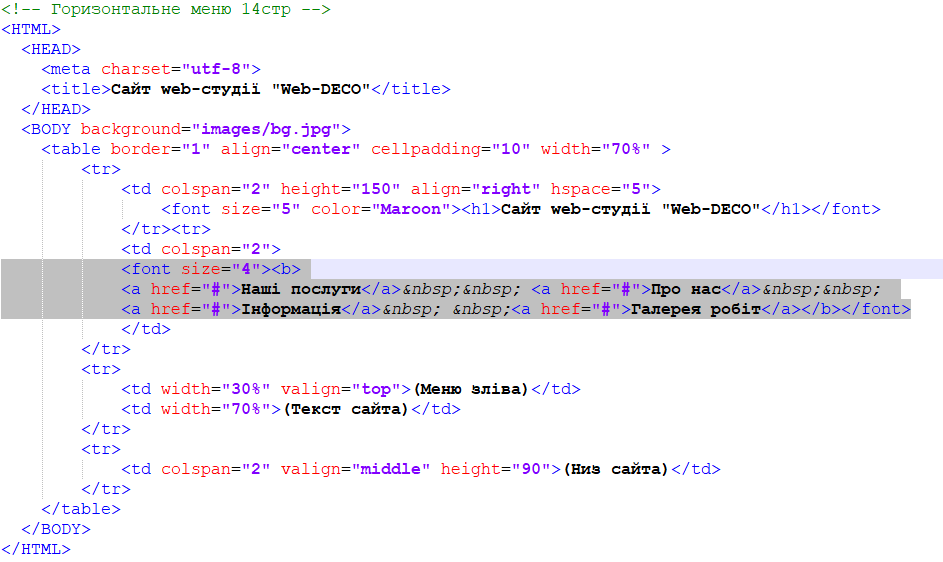 <!-- Горизонтальне меню 14стр -->
<HTML>
<HEAD>
<meta charset="utf-8">
<title>Сайт web-студії "Web-DECO"</title>
</HEAD>
<BODY background="images/bg.jpg">
<table border="1" align="center" cellpadding="10" width="70%" >
<tr>
<td colspan="2" height="150" align="right" hspace="5">
<font size="5" color="Maroon"><h1>Сайт web-студії "Web-DECO"</h1></font>
</tr><tr>
<td colspan="2">
<font size="4"><b>
<a href="#">Наші послуги</a>&nbsp;&nbsp; <a href="#">Про нас</a>&nbsp;&nbsp;
<a href="#">Інформація</a>&nbsp; &nbsp;<a href="#">Галерея робіт</a></b></font>
</td>
</tr>
<tr>
<td width="30%" valign="top">(Меню зліва)</td>
<td width="70%">(Текст сайта)</td>
</tr>
<tr>
<td colspan="2" valign="middle" height="90">(Низ сайта)</td>
</tr>
</table>
</BODY>
</HTML>